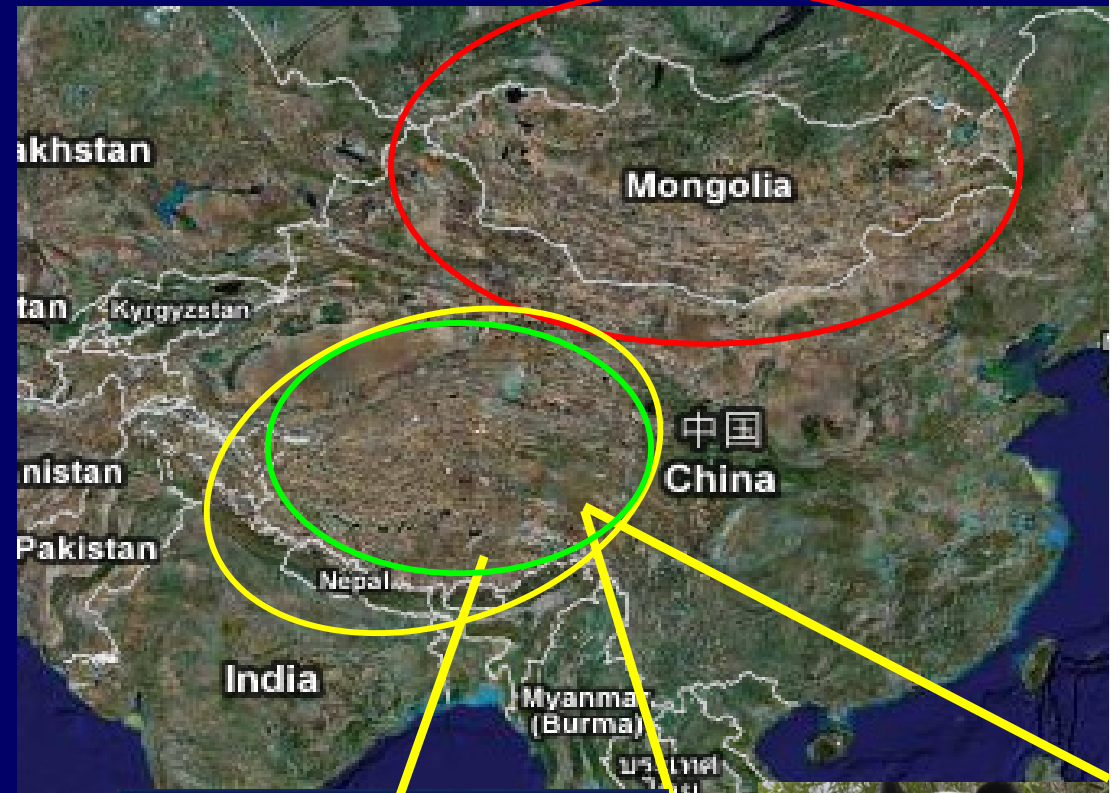 akhstan
Mongolia
tan
Kyrgyzstan
中国
China
nistan
Pakistan
Nepal
India
Myanmar
(Burma)